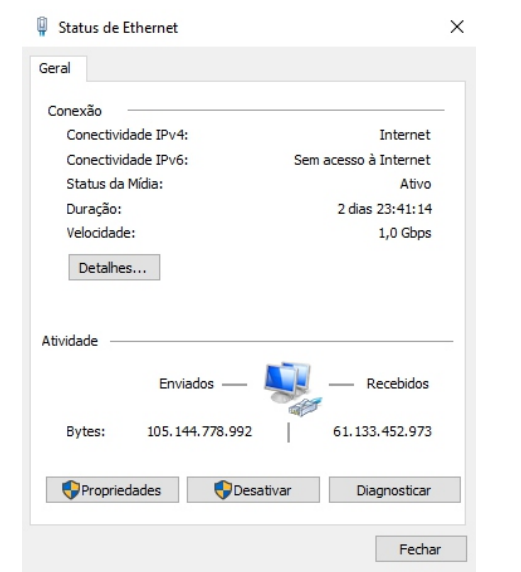 Status de Ethernet
Geral
Conexão
Conectividade IPv4: Internet
Conectividade IPv6: Sem acesso à Internet
Status da Mídia: Ativo
Duração: 2 dias 23:41:14
Velocidade: 1,0 Gbps
Detalhes...
Atividade
Enviados Recebidos
Bytes: 105.144.778.992 61.133.452.973
Propriedades Desativar Diagnosticar
Fechar